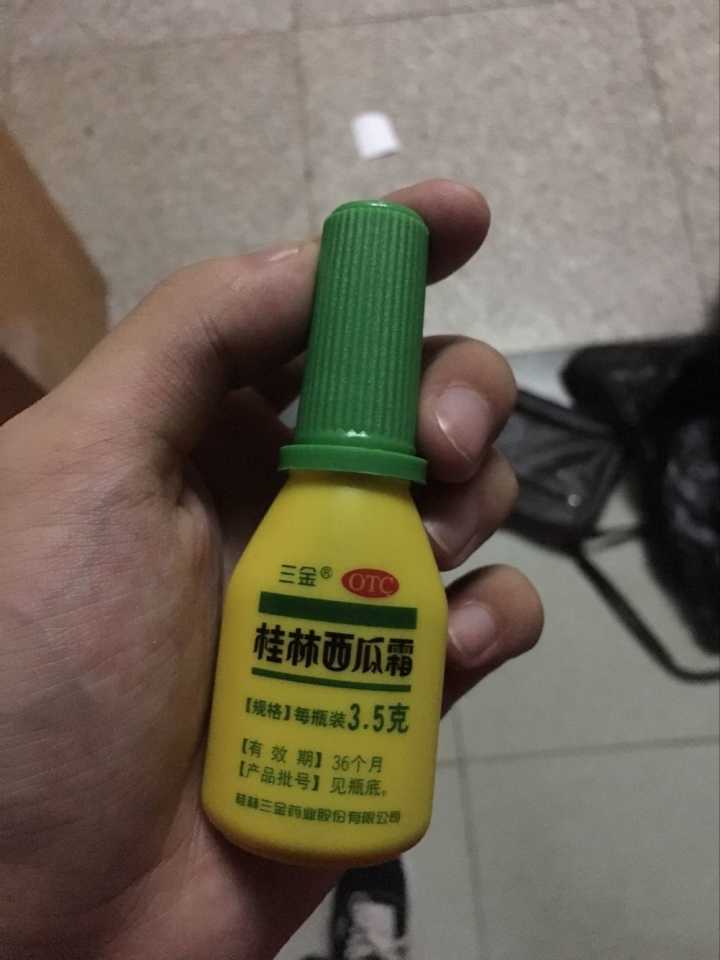 三金® OTC
桂林西瓜霜
【规格】每瓶装3.5克
【有 效 期】36个月
【产品批号】见瓶底。
桂林三金药业股份有限公司